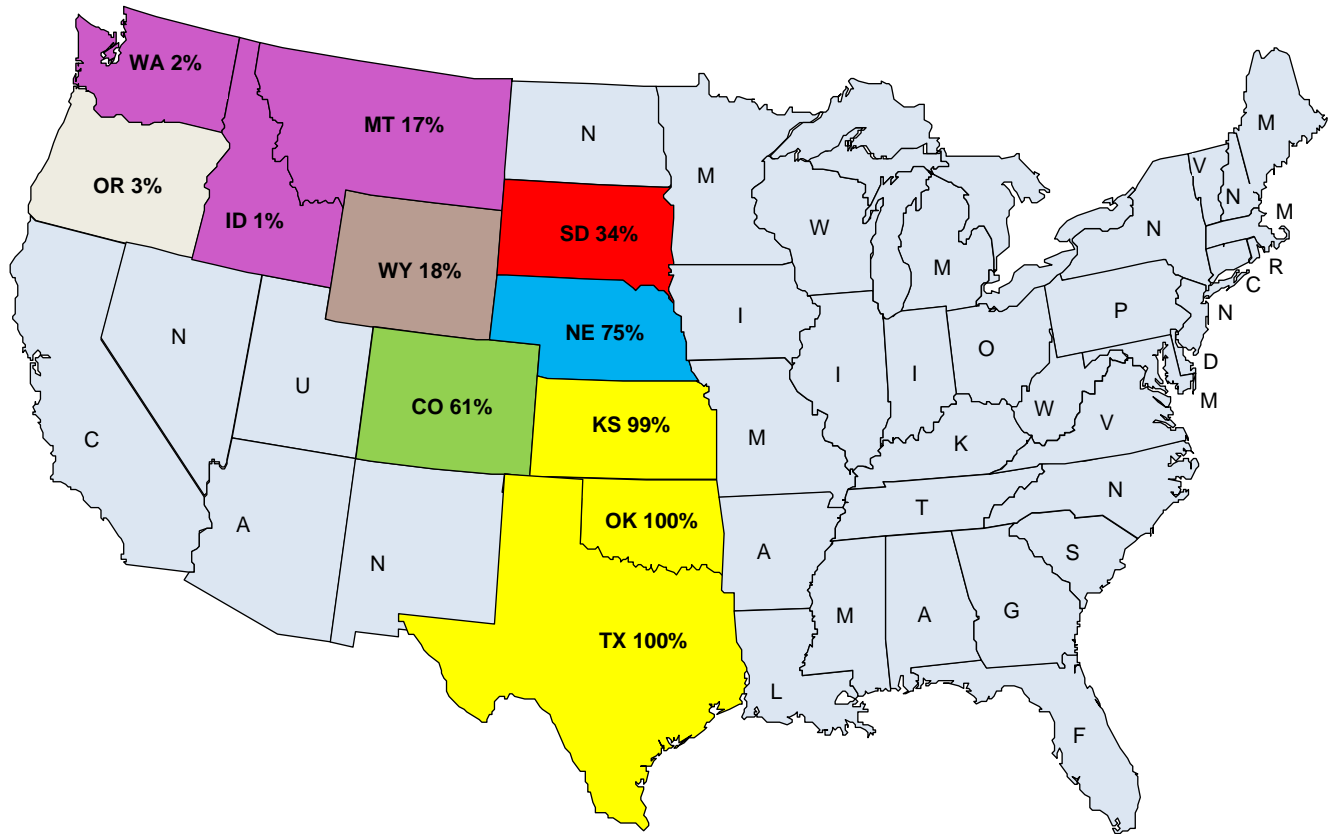 WA 2%
MT 17%
N
M
OR 3%
ID 1%
SD 34%
WY 18%
W
M
V
N
M
N
M
R
C
N
P
D
M
NE 75%
I
O
N
U
CO 61%
I
I
W
V
C
KS 99%
M
K
A
N
OK 100%
A
T
N
S
TX 100%
M
A
G
L
F